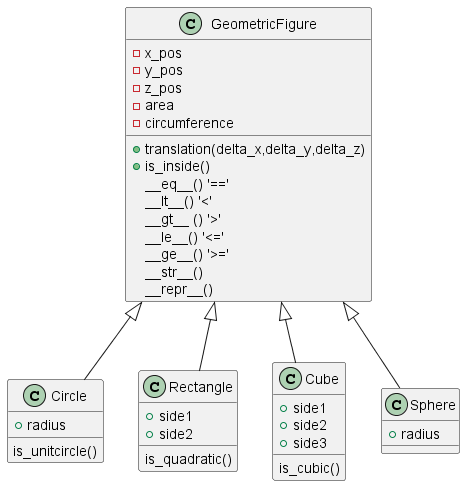 C GeometricFigure
x_pos
y_pos
z_pos
area
circumference
translation(delta_x,delta_y,delta_z)
is_inside()
__eq__() '=='
__lt__() '<'
__gt__ () '>'
__le__() '<='
__ge__() '>='
__str__()
__repr__()
C Circle
radius
is_unitcircle()
C Rectangle
side1
side2
is_quadratic()
C Cube
side1
side2
side3
is_cubic()
C Sphere
radius